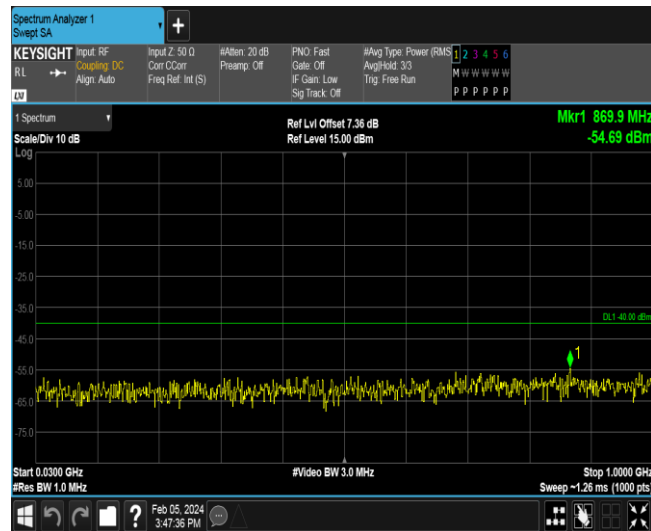 Spectrum Analyzer 1
Swept SA
+
KEYSIGHT
RL
LXI
Input: RF
Coupling: DC
Align: Auto
Input Z: 50 Ω
Corr CCorr
Freq Ref: Int (S)
#Atten: 20 dB
Preamp: Off
PNO: Fast
Gate: Off
IF Gain: Low
Sig Track: Off
#Avg Type: Power (RMS
Avg|Hold: 3/3
Trig: Free Run
1 2 3 4 5 6
M W W W W W
P P P P P P
1 Spectrum
Scale/Div 10 dB
Log
Ref Lvl Offset 7.36 dB
Ref Level 15.00 dBm
Mkr1 869.9 MHz
-54.69 dBm
5.00
-5.00
-15.0
-25.0
-35.0
DL1 -40.00 dBm
-45.0
1
-55.0
-65.0
-75.0
Start 0.0300 GHz
#Res BW 1.0 MHz
#Video BW 3.0 MHz
Stop 1.0000 GHz
Sweep ~1.26 ms (1000 pts)
?
Feb 05, 2024
3:47:36 PM